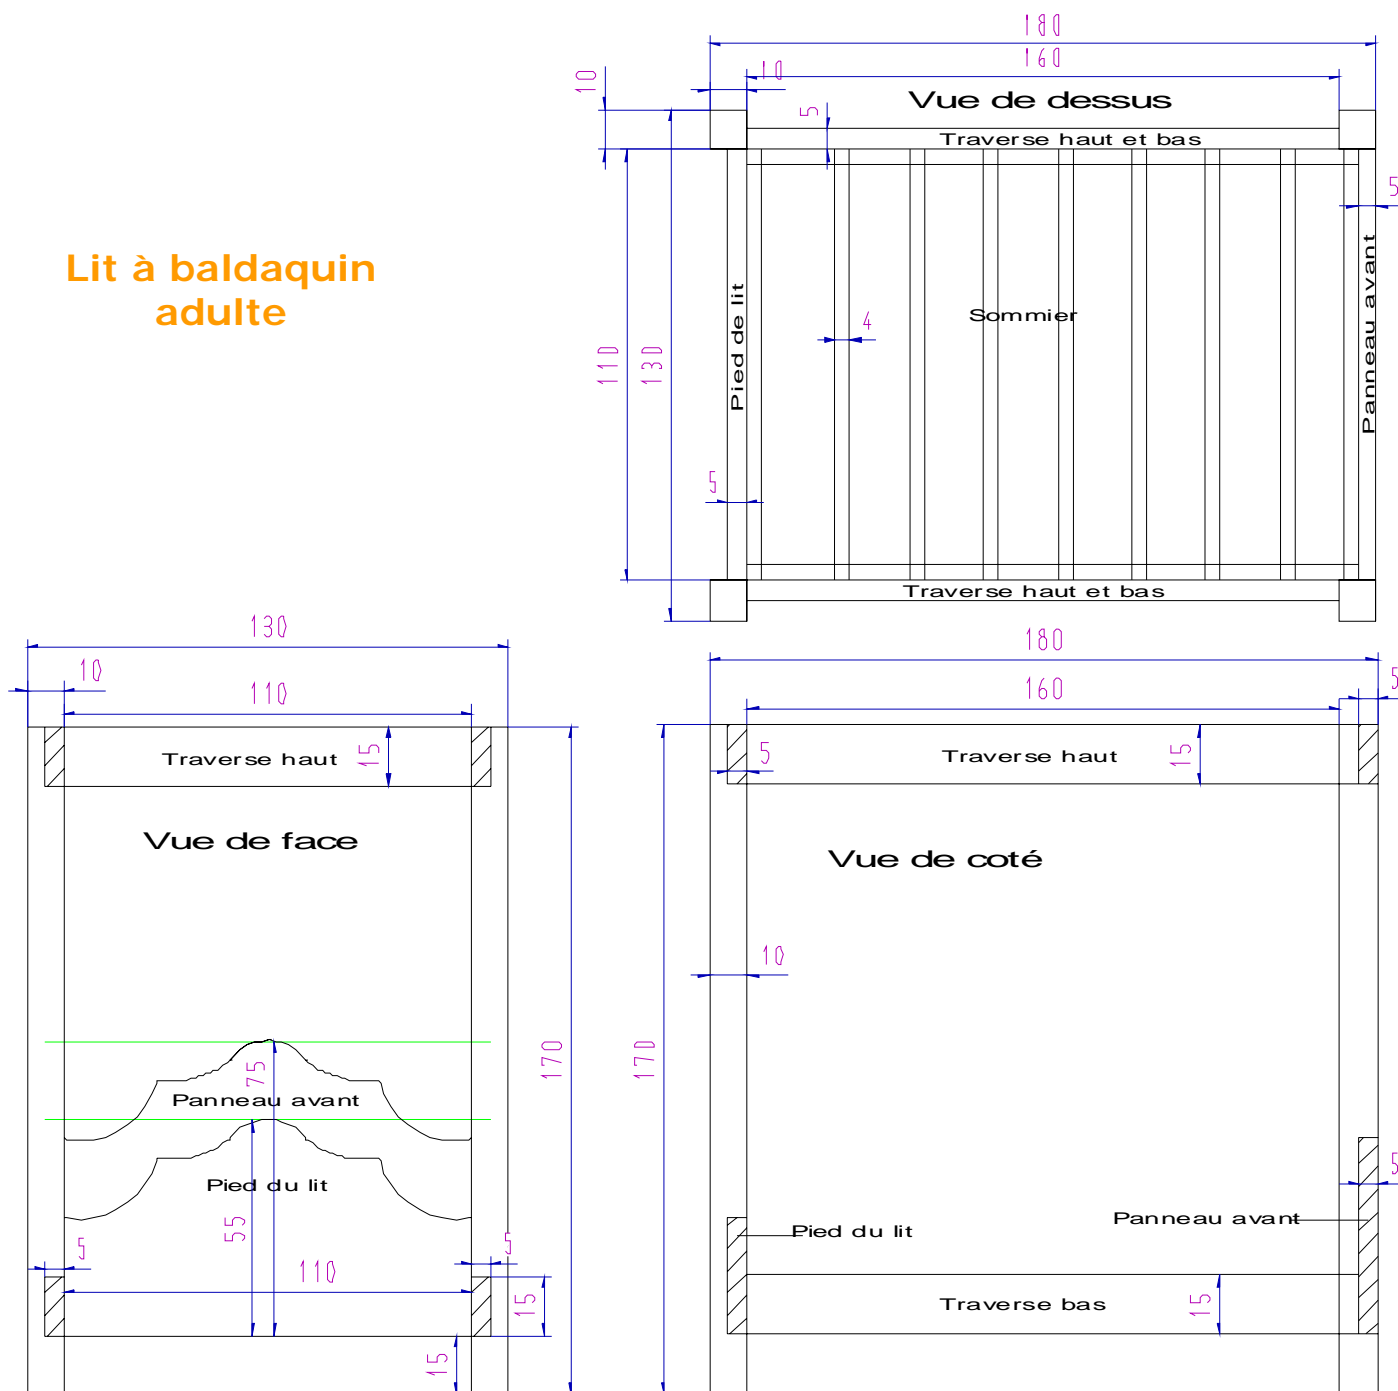 180
160
10
10
Vue de dessus
5
Traverse haut et bas
5
Lit à baldaquin
adulte
Pied de lit
Sommier
Panneau avant
4
110
130
5
Traverse haut et bas
130
10
110
Traverse haut
15
Vue de face
75
Panneau avant
Pied du lit
55
5
5
110
15
15
170
180
160
5
5
Traverse haut
15
Vue de coté
10
170
5
Pied du lit
Panneau avant
Traverse bas
15